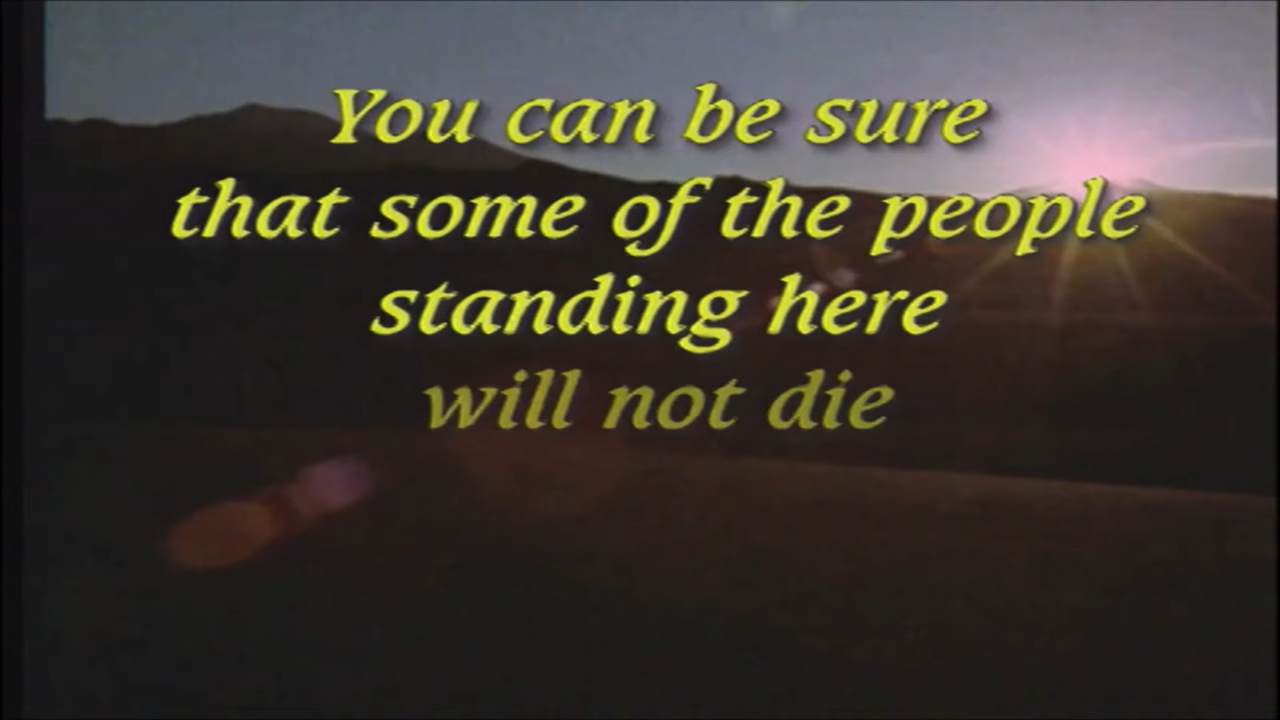 You can be sure
that some of the people
standing here
will not die